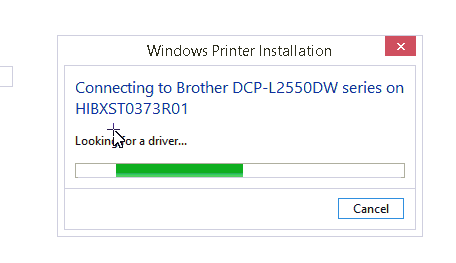 Windows Printer Installation
Connecting to Brother DCP-L2550DW series on
HIBXST0373R01
Looking for a driver...
Cancel